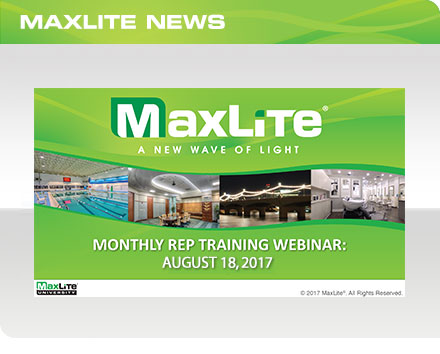 MAXLITE NEWS
MAXLITE®
A NEW WAVE OF LIGHT
MONTHLY REP TRAINING WEBINAR:
AUGUST 18, 2017
MAXLITE®
UNIVERSITY
© 2017 MaxLite®. All Rights Reserved.